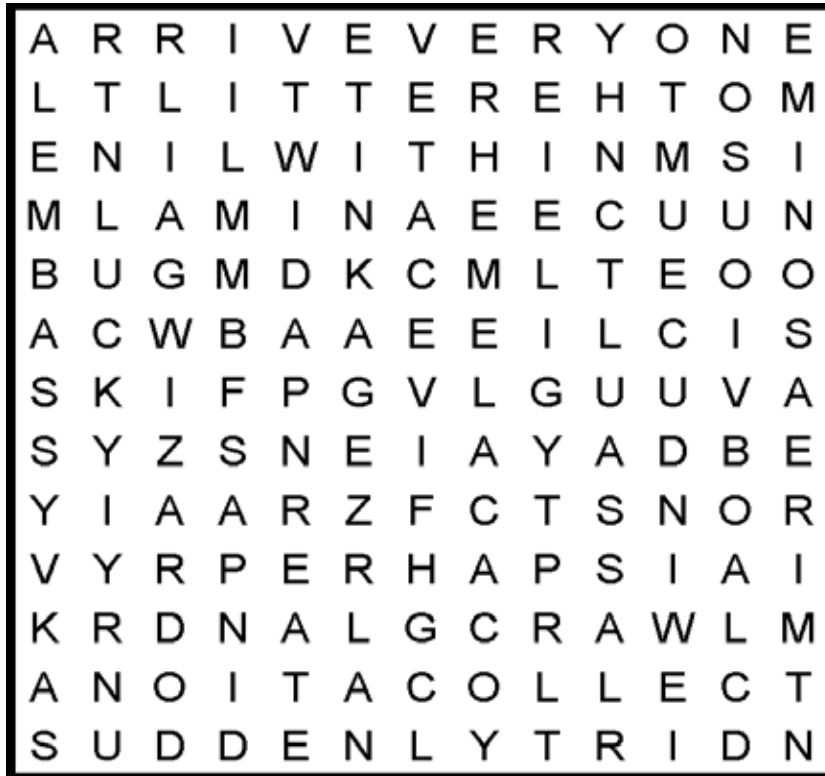 A R R I V E V E R Y O N E
L T L I T T E R E H T O M
E N I L W I T H I N M S I
M L A M I N A E E C U U N
B U G M D K C M L T E O O
A C W B A A E E I L C I S
S K I F P G V L G U U V A
S Y Z S N E I A Y A D B E
Y I A A R Z F C T S N O R
V Y R P E R H A P S I A I
K R D N A L G C R A W L M
A N O I T A C O L L E C T
S U D D E N L Y T R I D N